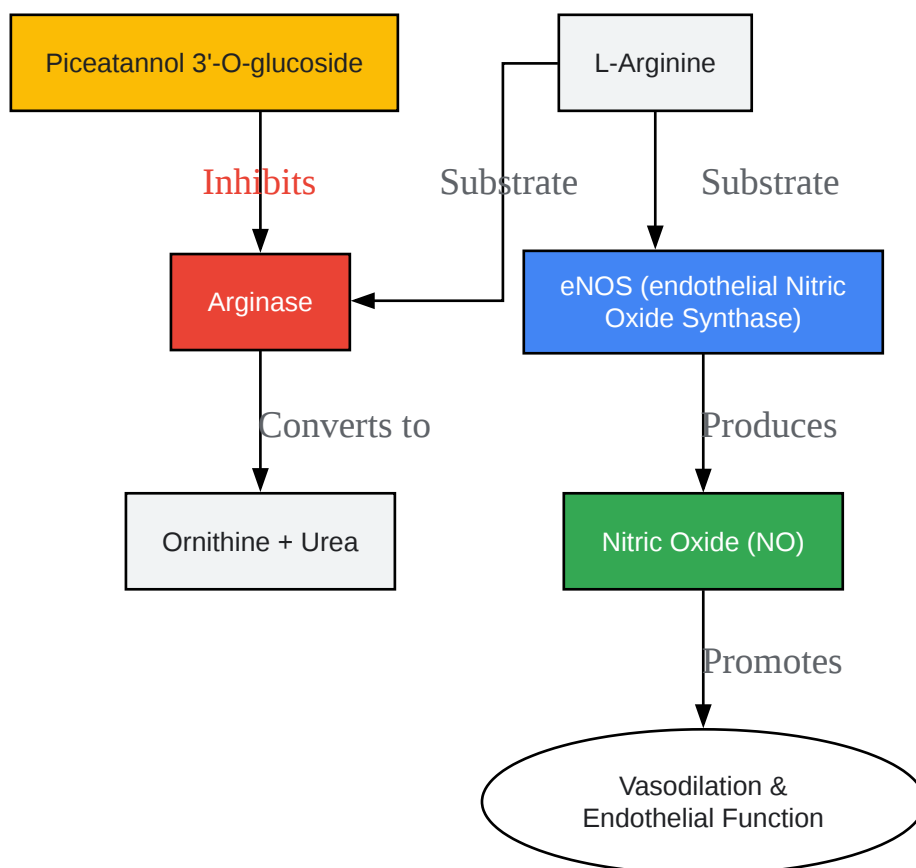 Piceatannol 3'-O-glucoside
L-Arginine
Inhibits
Substrate
Substrate
Arginase
eNOS (endothelial Nitric
Oxide Synthase)
Converts to
Produces
Ornithine + Urea
Nitric Oxide (NO)
Promotes
Vasodilation &
Endothelial Function